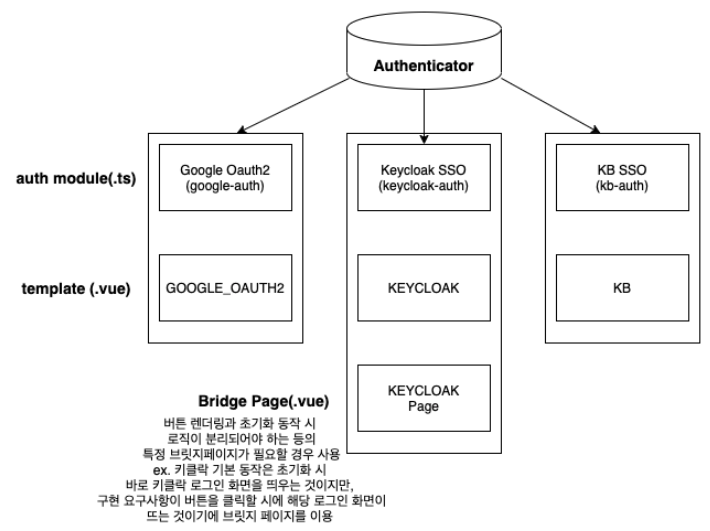 Authenticator
auth module(.ts)
Google Oauth2
(google-auth)
Keycloak SSO
(keycloak-auth)
KB SSO
(kb-auth)
template (.vue)
GOOGLE_OAUTH2
KEYCLOAK
KB
KEYCLOAK
Page
Bridge Page(.vue)
버튼 렌더링과 초기화 동작 시
로직이 분리되어야 하는 등의
특정 브릿지페이지가 필요할 경우 사용
ex. 키클락 기본 동작은 초기화 시
바로 키클락 로그인 화면을 띄우는 것이지만,
구현 요구사항이 버튼을 클릭할 시에 해당 로그인 화면이
뜨는 것이기에 브릿지 페이지를 이용